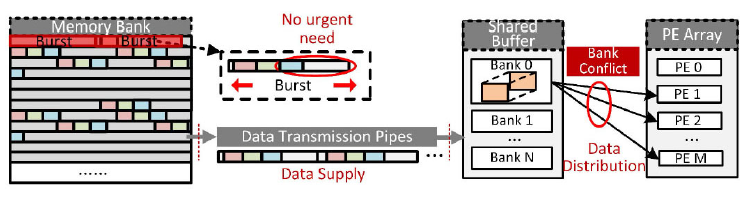 Memory Bank
Burst
Burst
......
No urgent
need
Burst
Data Transmission Pipes
...
Data Supply
Shared
Buffer
Bank 0
Bank 1
...
Bank N
Bank
Conflict
Data
Distribution
PE Array
PE 0
PE 1
PE 2
...
PE M